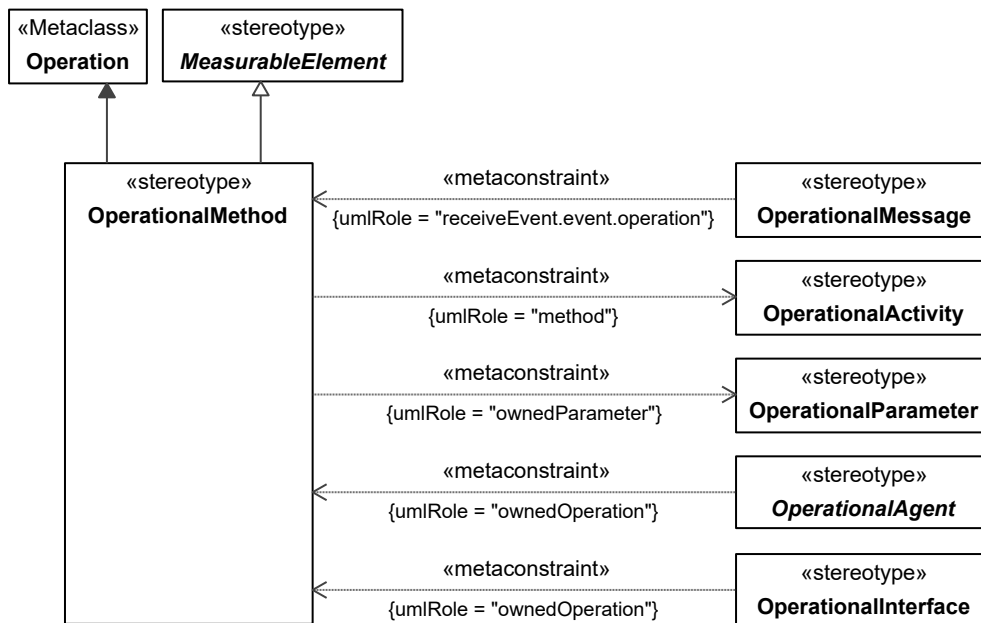 «Metaclass»
Operation
«stereotype»
MeasurableElement
«stereotype»
OperationalMethod
«metaconstraint»
{umlRole = "receiveEvent.event.operation"}
«stereotype»
OperationalMessage
«metaconstraint»
{umlRole = "method"}
«stereotype»
OperationalActivity
«metaconstraint»
{umlRole = "ownedParameter"}
«stereotype»
OperationalParameter
«metaconstraint»
{umlRole = "ownedOperation"}
«stereotype»
OperationalAgent
«metaconstraint»
{umlRole = "ownedOperation"}
«stereotype»
OperationalInterface